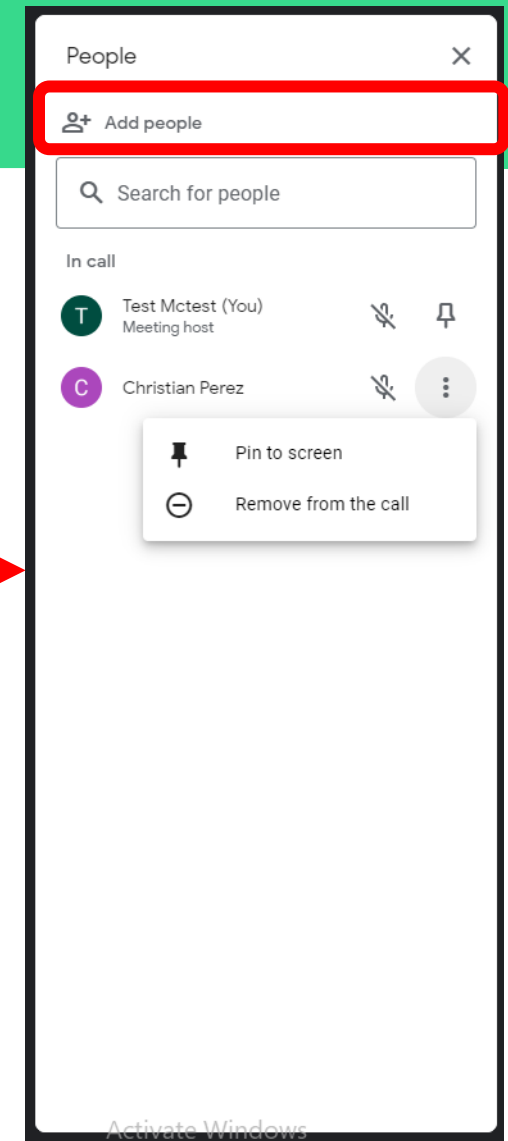 People
Add people
Search for people
In call
T
Test Mctest (You)
Meeting host
C
Christian Perez
Pin to screen
Remove from the call
Activate Windows